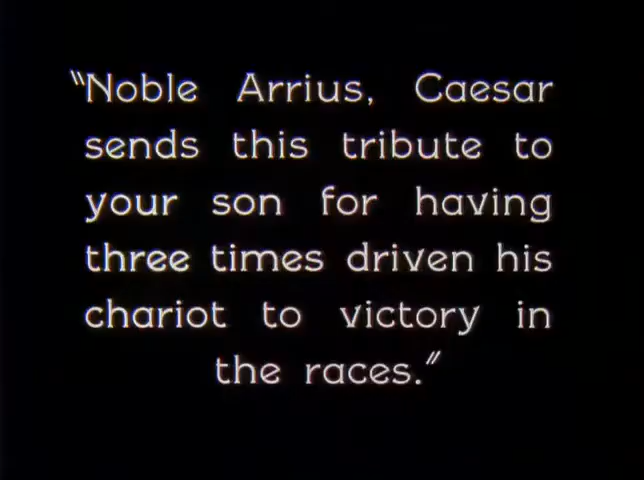 "Noble Arrius, Caesar
sends this tribute to
your son for having
three times driven his
chariot to victory in
the races."